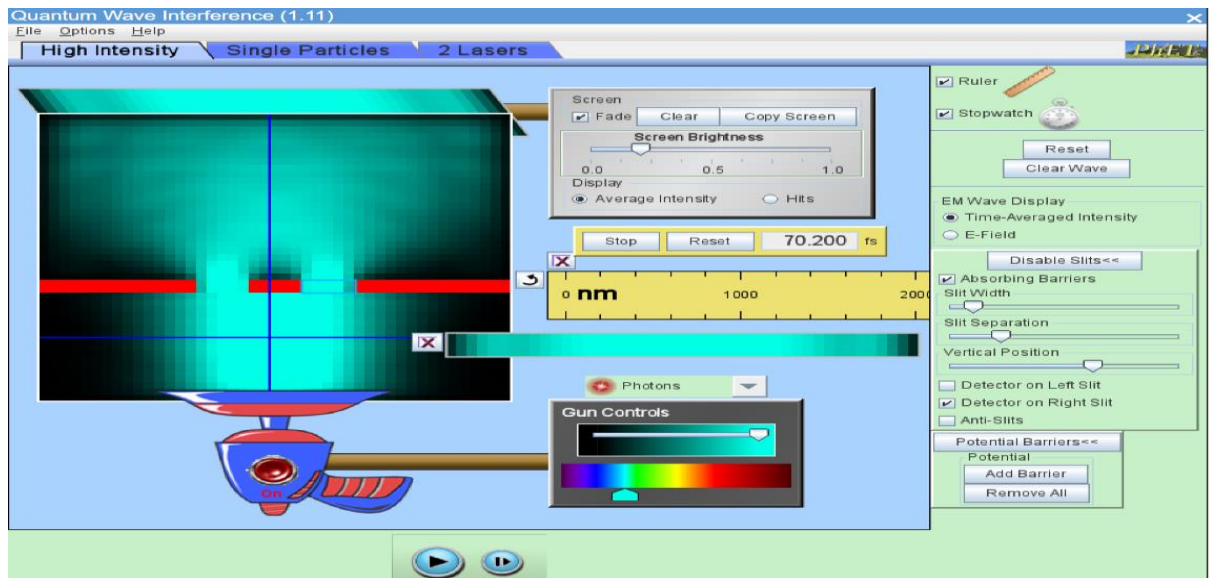 Quantum Wave Interference (1.11)
File Options Help
High Intensity Single Particles 2 Lasers
Ruler
Stopwatch
Reset
Clear Wave
EM Wave Display
Time-Averaged Intensity
E-Field
Disable Slits<<
Absorbing Barriers
Slit Width
Slit Separation
Vertical Position
Detector on Left Slit
Detector on Right Slit
Anti-Slits
Potential Barriers<<
Potential
Add Barrier
Remove All
Screen
Fade Clear Copy Screen
Screen Brightness
0.0 0.5 1.0
Display
Average Intensity Hits
Stop Reset 70.200 fs
0 nm 1000 2000
Photons
Gun Controls
On